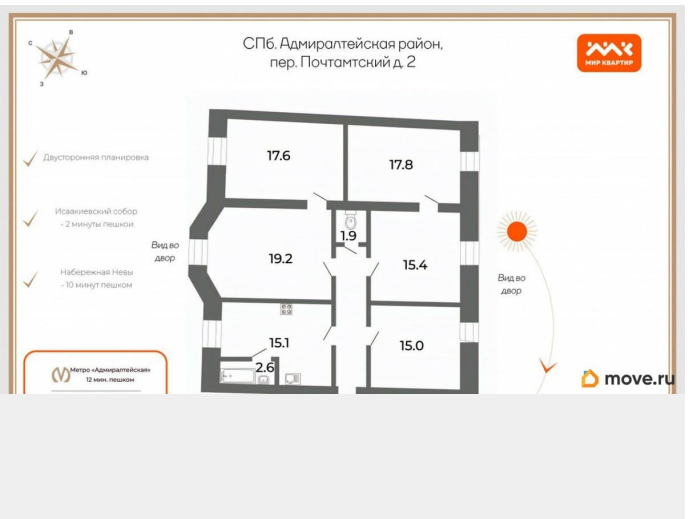 СПб. Адмиралтейская район,
пер. Почтамтский д. 2
МИР КВАРТИР
С
В
Ю
З
Двусторонняя планировка
Исаакиевский собор
- 2 минуты пешком
Набережная Невы
- 10 минут пешком
Вид во
двор
17.6
17.8
1.9
19.2
15.4
15.1
15.0
2.6
Вид во
двор
Метро «Адмиралтейская»
12 мин. пешком
move.ru